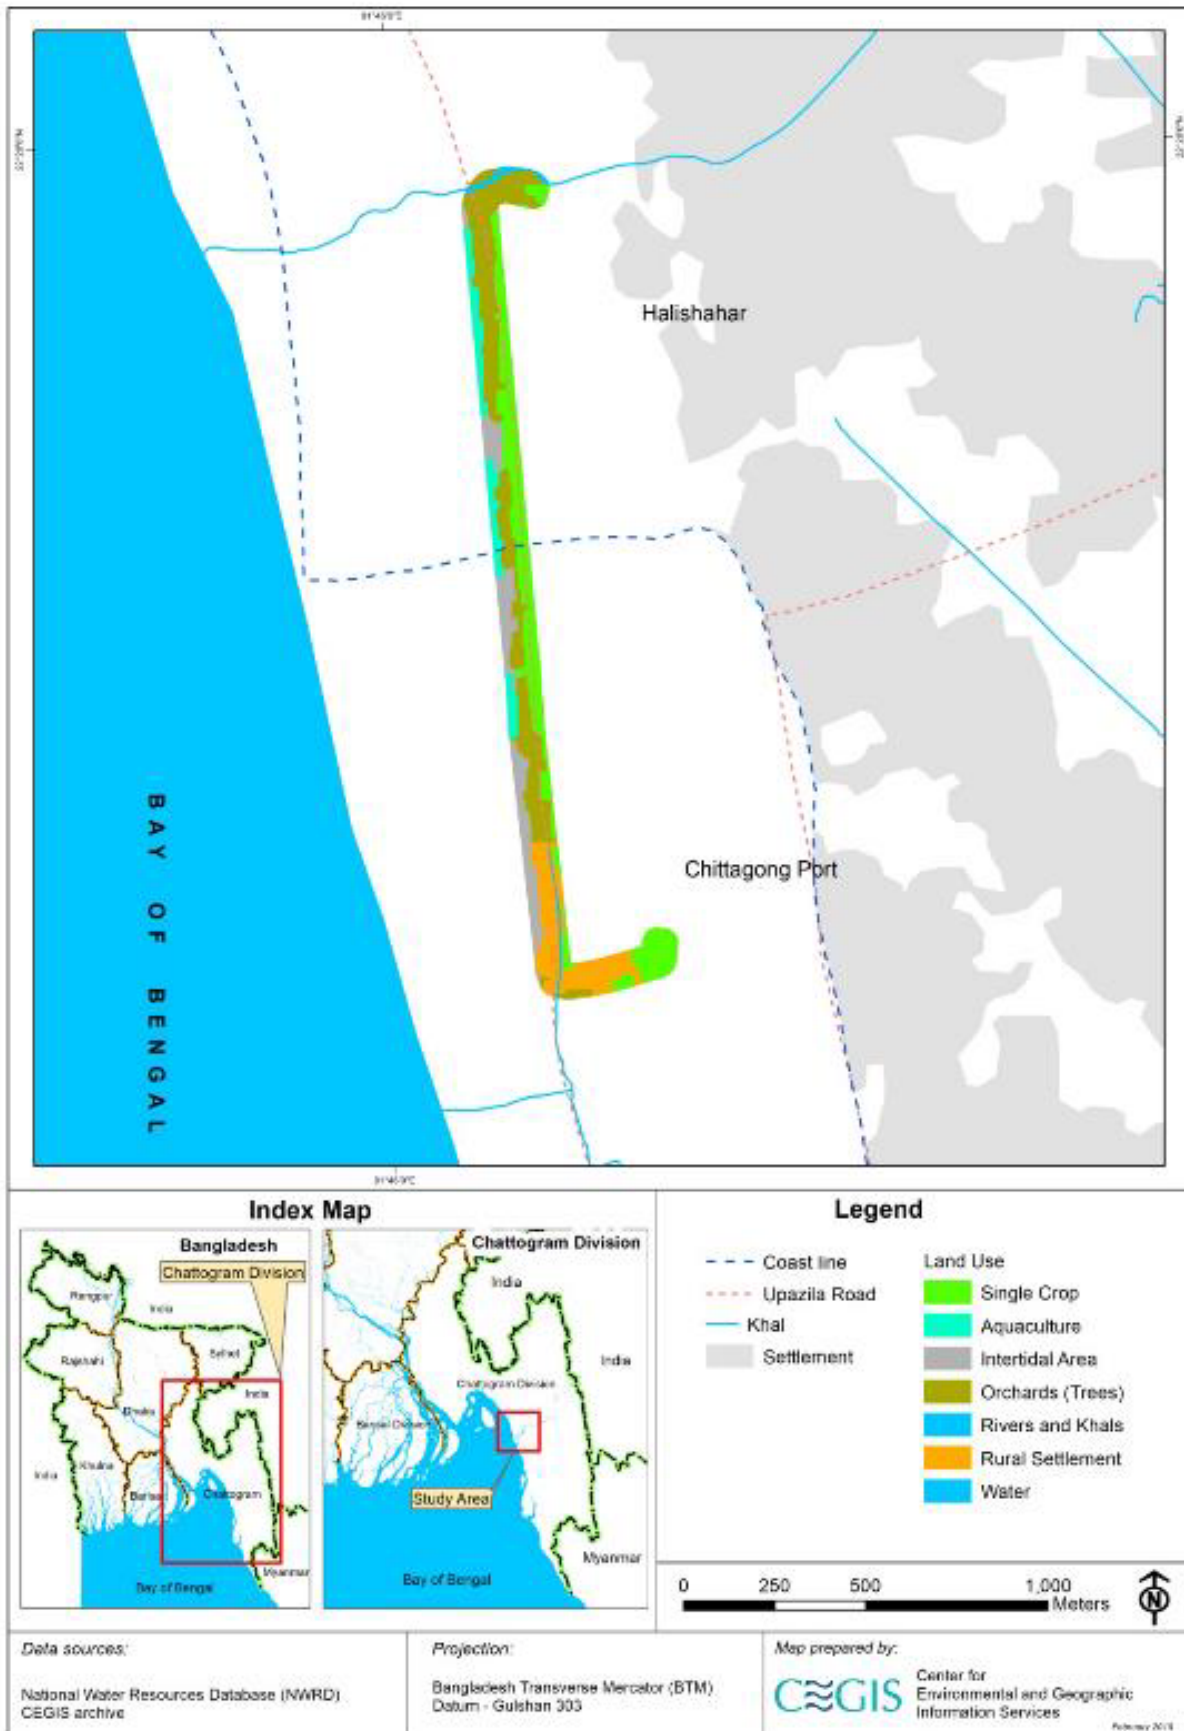 Halishahar
Chittagong Port
BAY OF BENGAL
Index Map
Bangladesh
Chattogram Division
Rangpur
India
Rajshahi
Sylhet
India
Dhaka
India
Khulna
Barisal
Chattogram
Myanmar
Bay of Bengal
Chattogram Division
India
India
Chattogram Division
Barisal Division
Study Area
Myanmar
Bay of Bengal
Legend
Coast line
Upazila Road
Khal
Settlement
Land Use
Single Crop
Aquaculture
Intertidal Area
Orchards (Trees)
Rivers and Khals
Rural Settlement
Water
0 250 500 1,000
Meters
N
Data sources:
National Water Resources Database (NWRD)
CEGIS archive
Projection:
Bangladesh Transverse Mercator (BTM)
Datum - Gulshan 303
Map prepared by:
CEGIS
Center for
Environmental and Geographic
Information Services